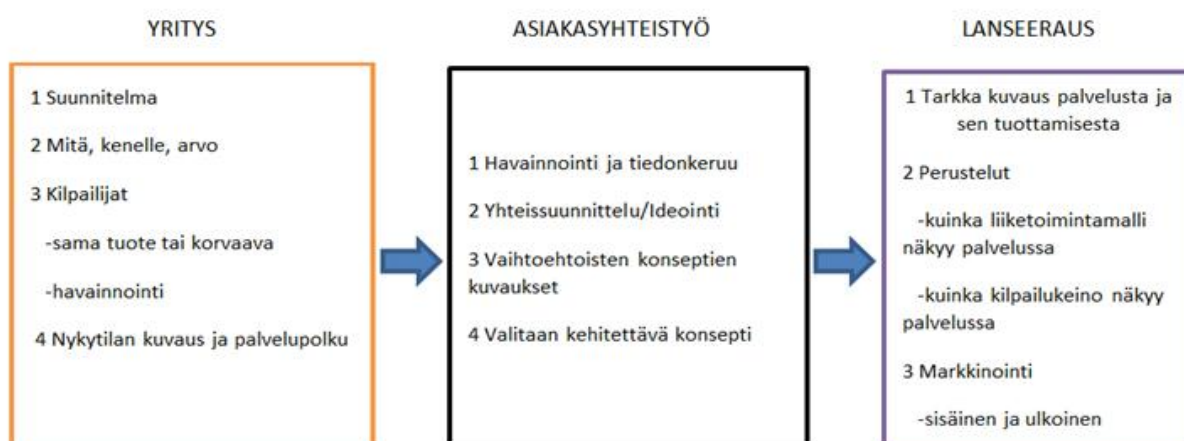 YRITYS
1 Suunnitelma
2 Mitä, kenelle, arvo
3 Kilpailijat
-sama tuote tai korvaava
-havainnointi
4 Nykytilan kuvaus ja palvelupolku
ASIAKASYHTEISTYÖ
1 Havainnointi ja tiedonkeruu
2 Yhteissuunnittelu/Ideointi
3 Vaihtoehtoisten konseptien
kuvaukset
4 Valitaan kehitettävä konsepti
LANSEERAUS
1 Tarkka kuvaus palvelusta ja
sen tuottamisesta
2 Perustelut
-kuinka liiketoimintamalli
näkyy palvelussa
-kuinka kilpailukeino näkyy
palvelussa
3 Markkinointi
-sisäinen ja ulkoinen